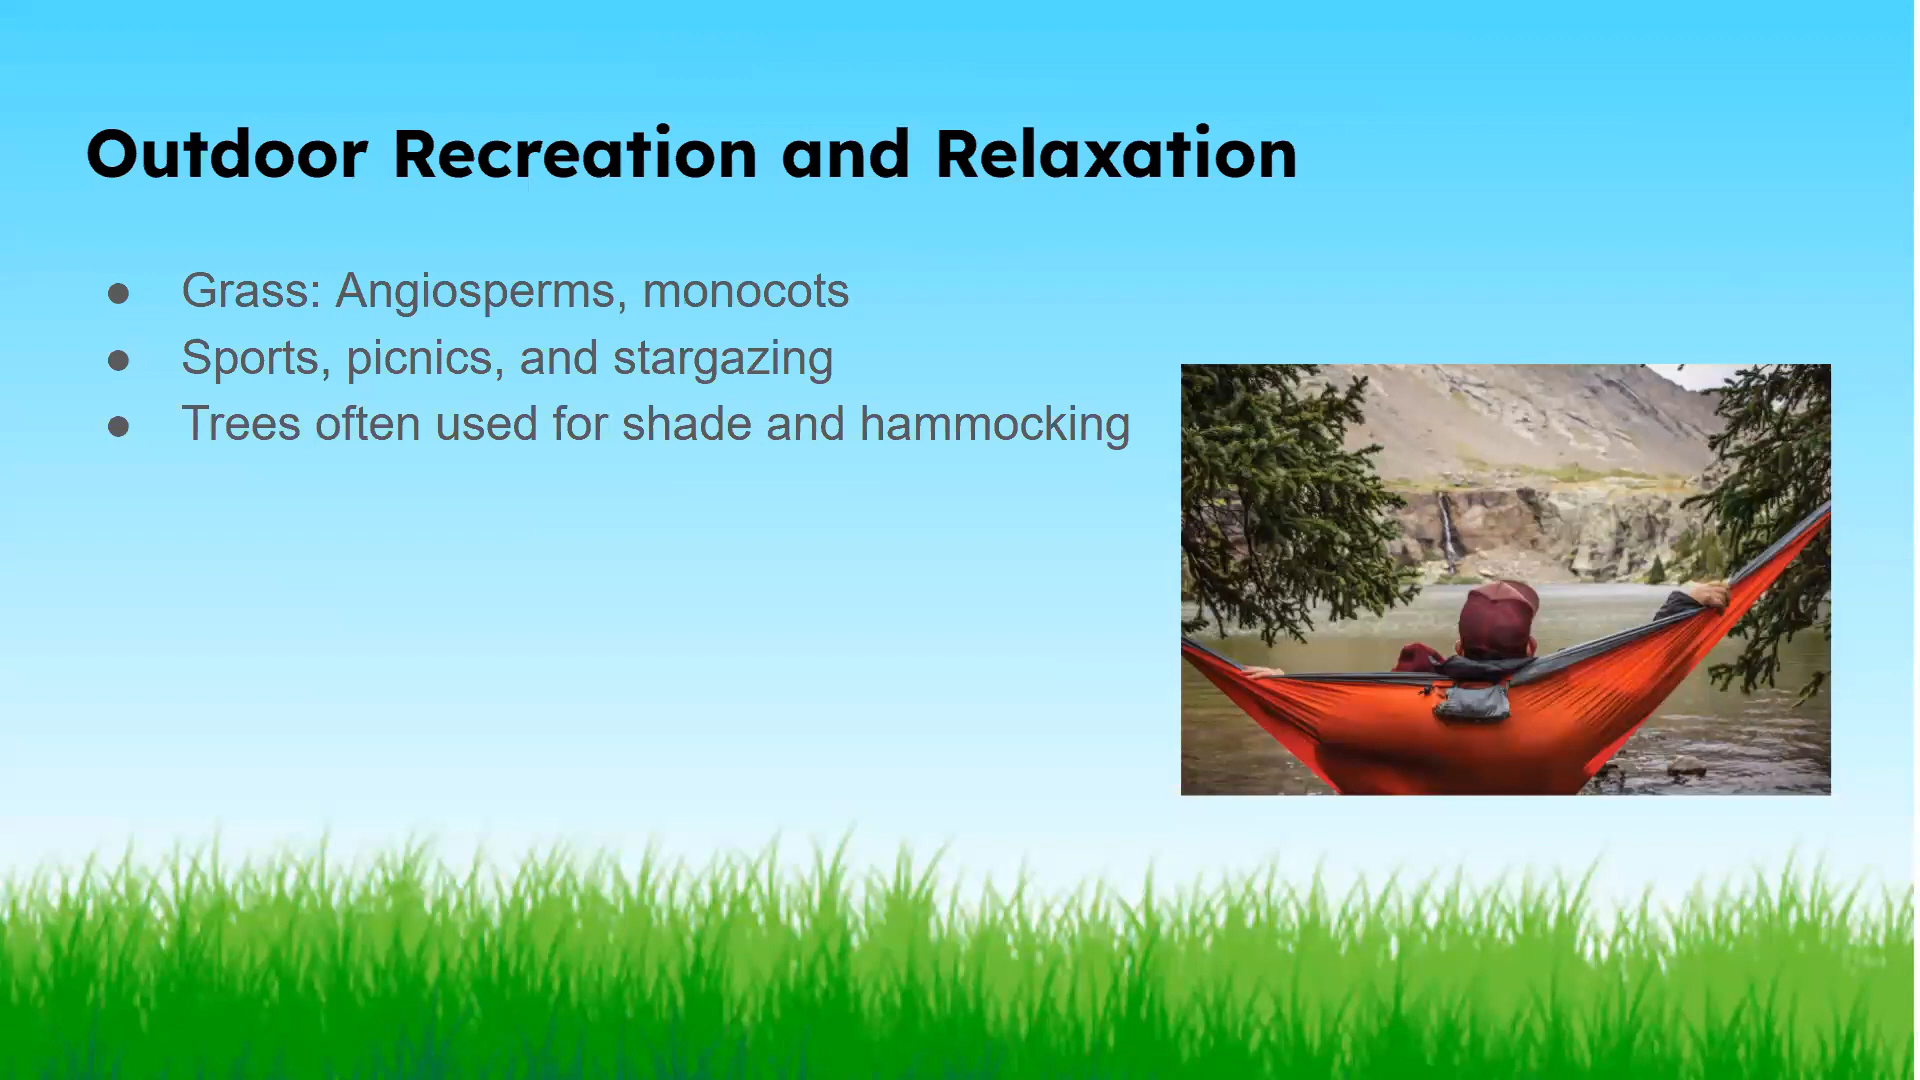 Outdoor Recreation and Relaxation
● Grass: Angiosperms, monocots
● Sports, picnics, and stargazing
● Trees often used for shade and hammocking